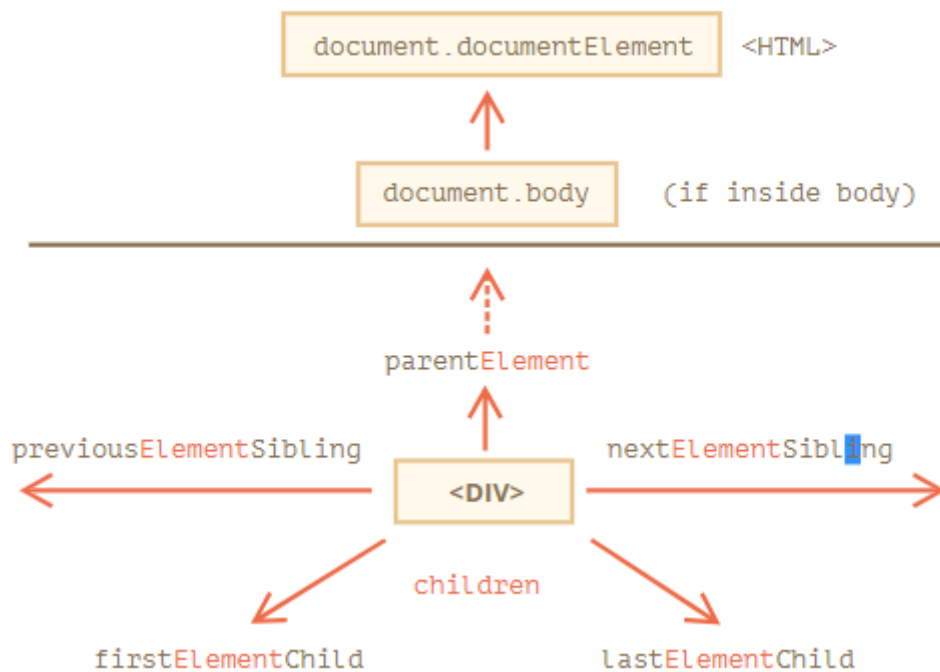 document.documentElement <HTML>
document.body (if inside body)
parentElement
previousElementSibling nextElementSibling
<DIV>
children
firstElementChild lastElementChild